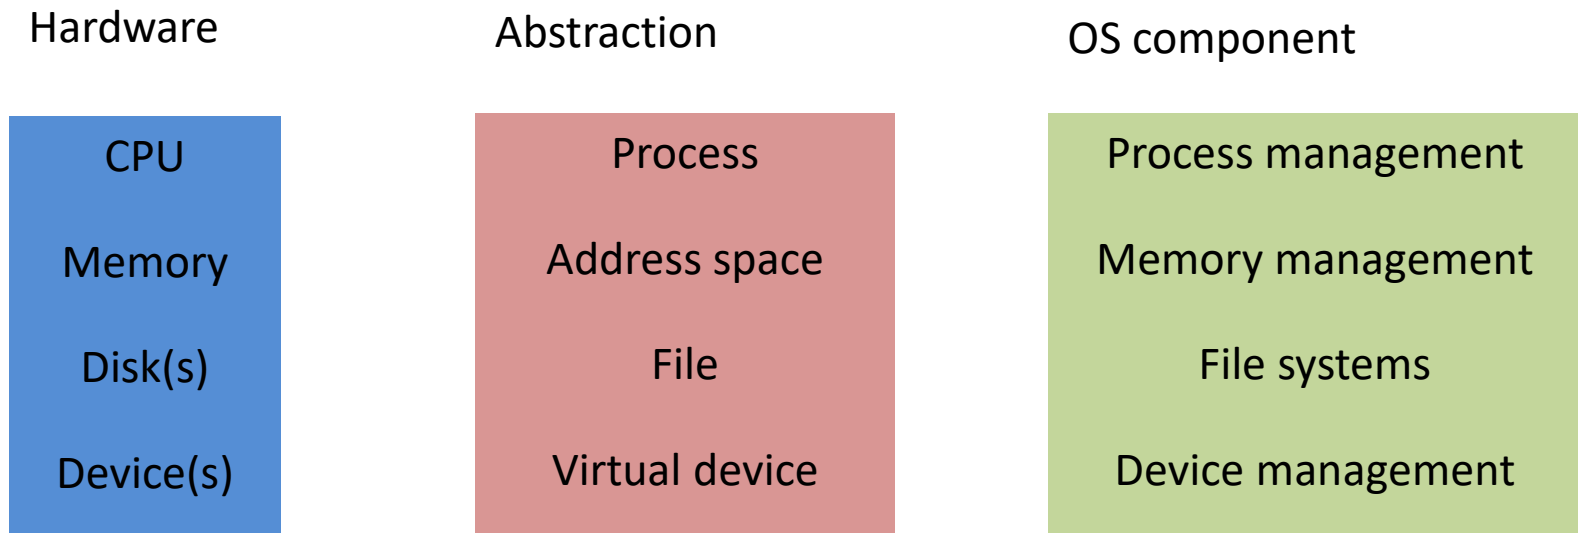 Hardware
Abstraction
OS component
CPU
Process
Process management
Memory
Address space
Memory management
Disk(s)
File
File systems
Device(s)
Virtual device
Device management